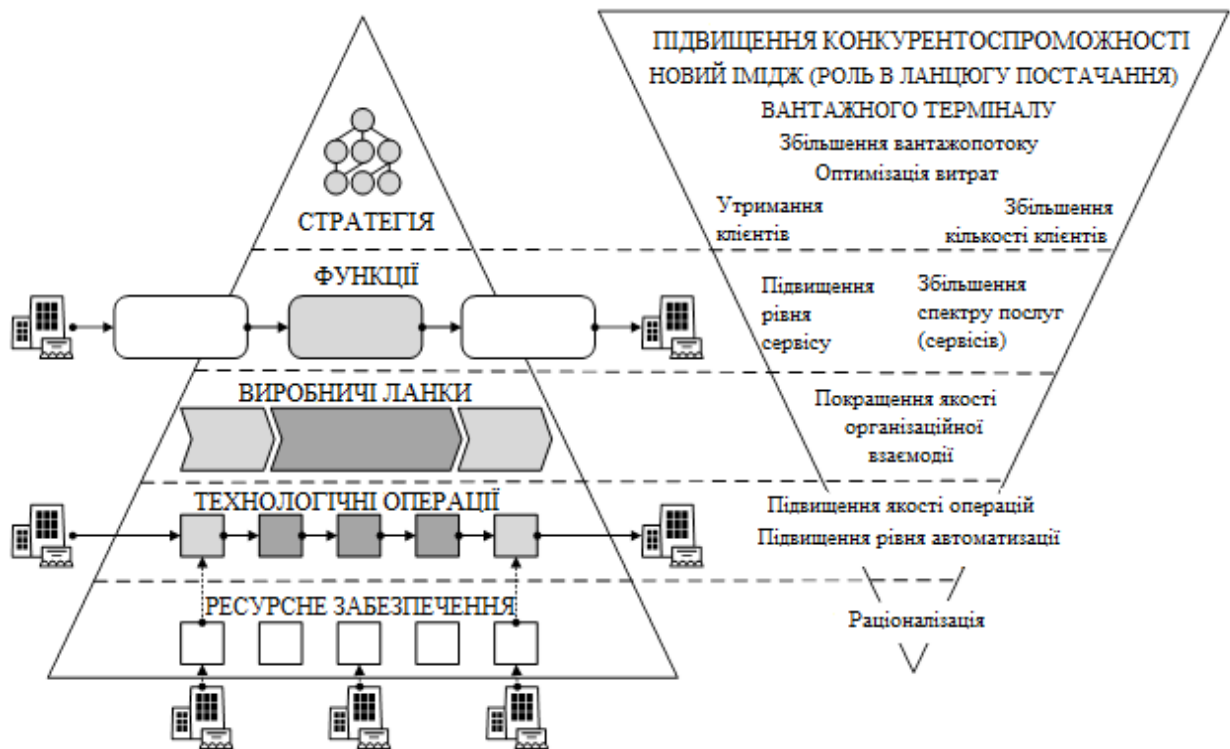 СТРАТЕГІЯ
ФУНКЦІЇ
ВИРОБНИЧІ ЛАНКИ
ТЕХНОЛОГІЧНІ ОПЕРАЦІЇ
РЕСУРСНЕ ЗАБЕЗПЕЧЕННЯ
ПІДВИЩЕННЯ КОНКУРЕНТОСПРОМОЖНОСТІ
НОВИЙ ІМІДЖ (РОЛЬ В ЛАНЦЮГУ ПОСТАЧАННЯ)
ВАНТАЖНОГО ТЕРМІНАЛУ
Збільшення вантажопотоку
Оптимізація витрат
Утримання
клієнтів
Збільшення
кількості клієнтів
Підвищення
рівня
сервісу
Збільшення
спектру послуг
(сервісів)
Покращення якості
організаційної
взаємодії
Підвищення якості операцій
Підвищення рівня автоматизації
Раціоналізація